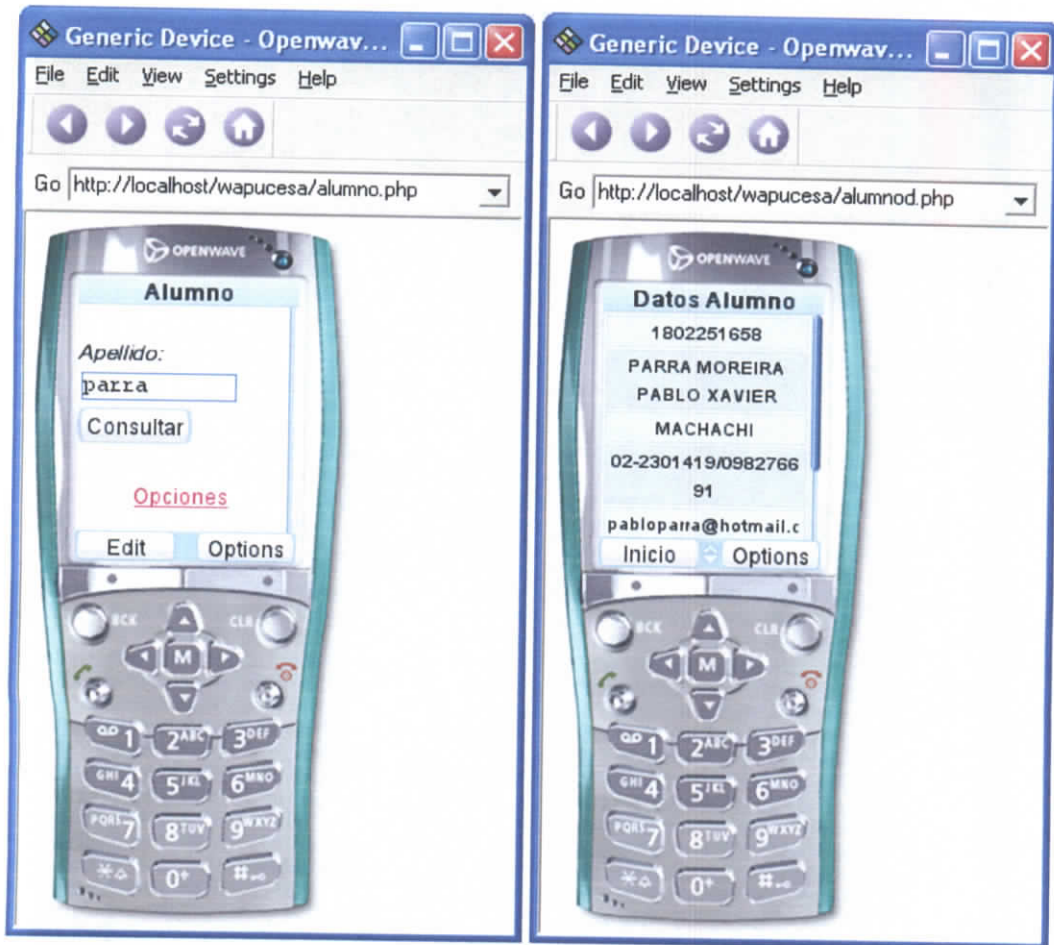 Generic Device - Openwav...
File Edit View Settings Help
Go http://localhost/wapucesa/alumno.php
OPENWAVE
Alumno
Apellido:
parra
Consultar
Opciones
Edit Options
BCK CLR
M
1 2ABC 3DEF
GHI4 5JKL 6MNO
PQRS7 8TUV 9WXYZ
* 0+ #
Generic Device - Openwav...
File Edit View Settings Help
Go http://localhost/wapucesa/alumnod.php
OPENWAVE
Datos Alumno
1802251658
PARRA MOREIRA
PABLO XAVIER
MACHACHI
02-2301419/0982766
91
pabloparra@hotmail.c
Inicio Options
BCK CLR
M
1 2ABC 3DEF
GHI4 5JKL 6MNO
PQRS7 8TUV 9WXYZ
* 0+ #